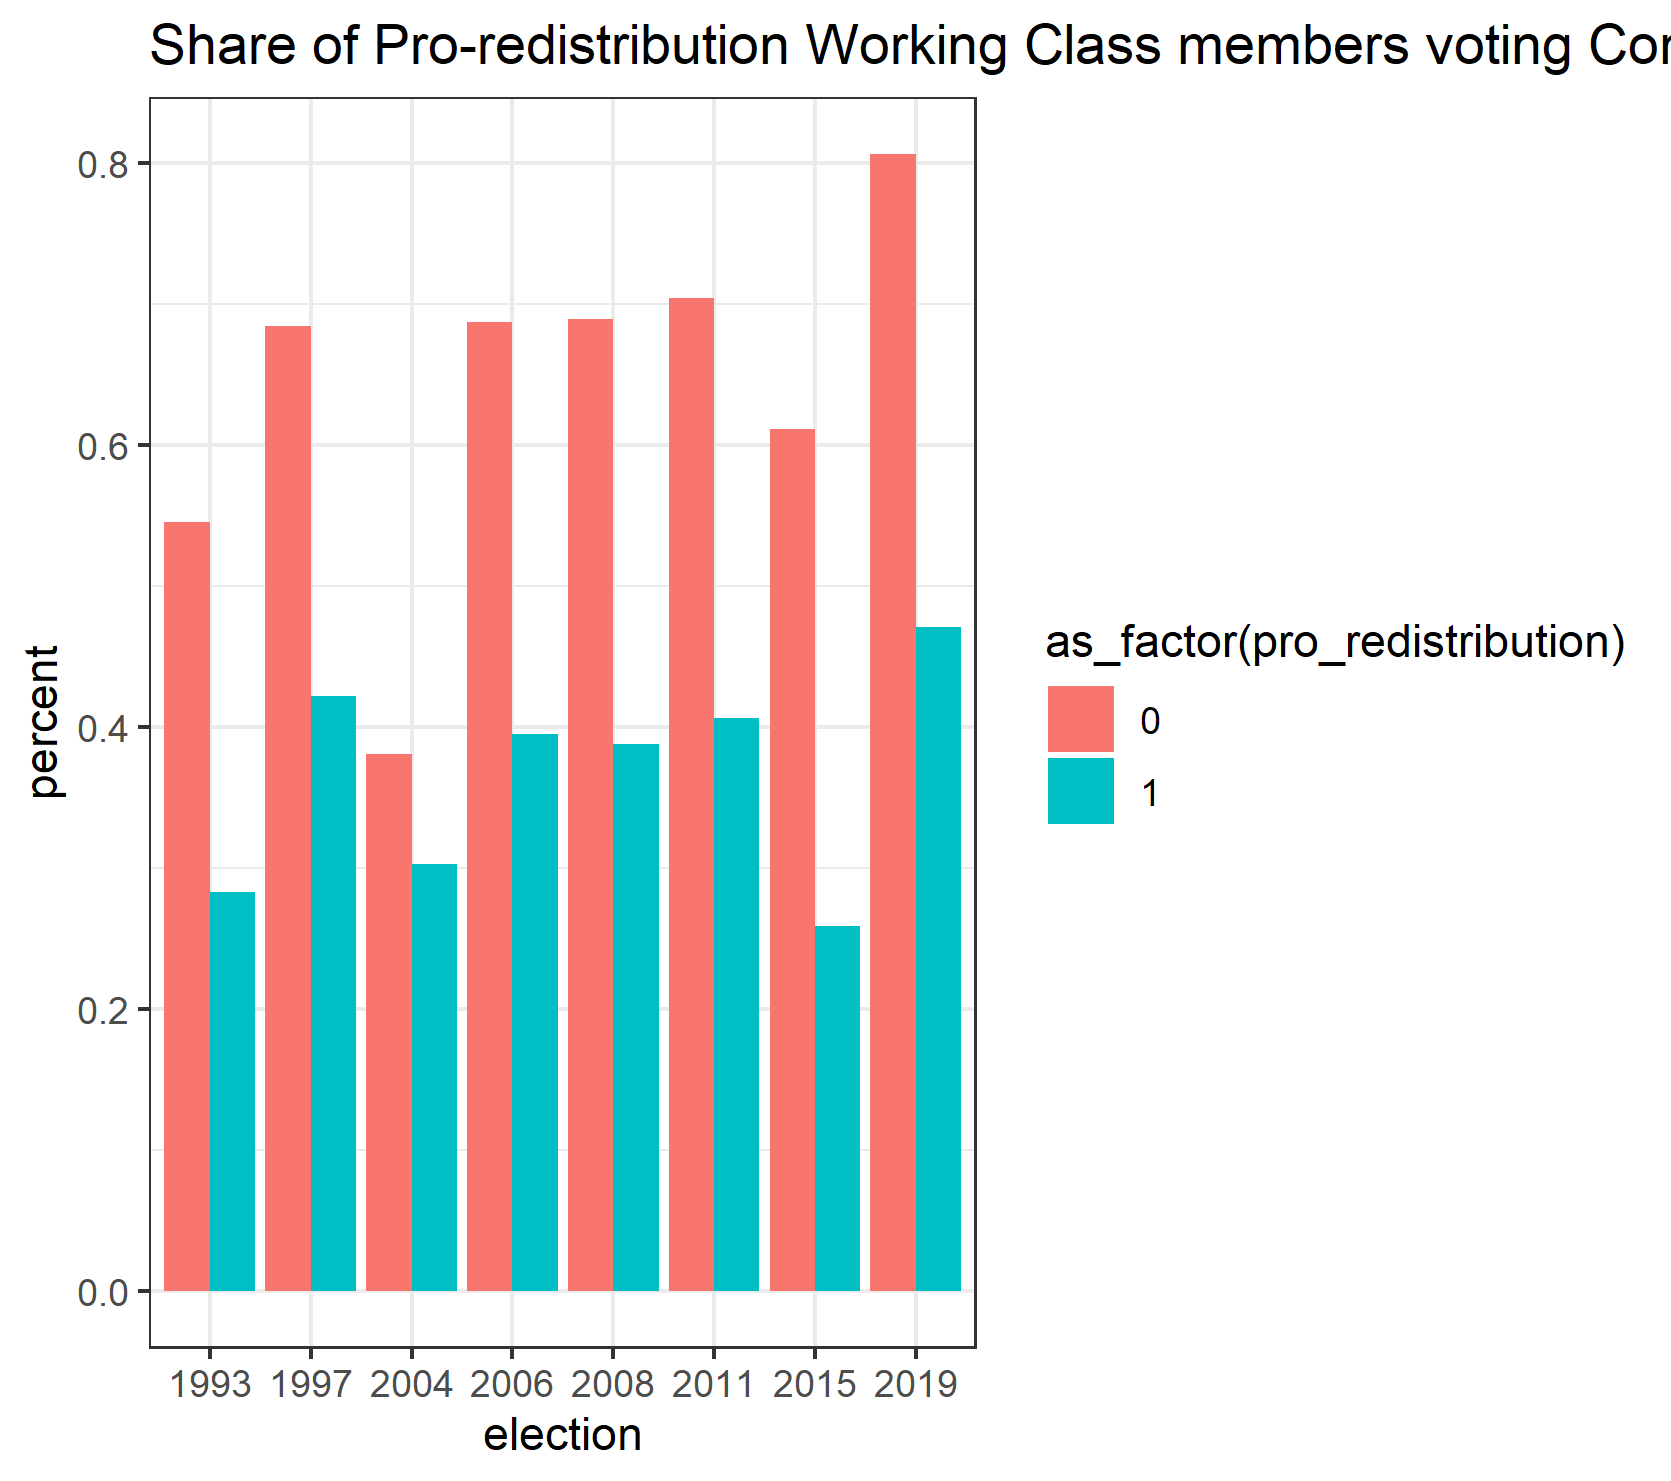 Share of Pro-redistribution Working Class members voting Cor
0.8
0.6
0.4
0.2
0.0
percent
1993 1997 2004 2006 2008 2011 2015 2019
election
as_factor(pro_redistribution)
0
1